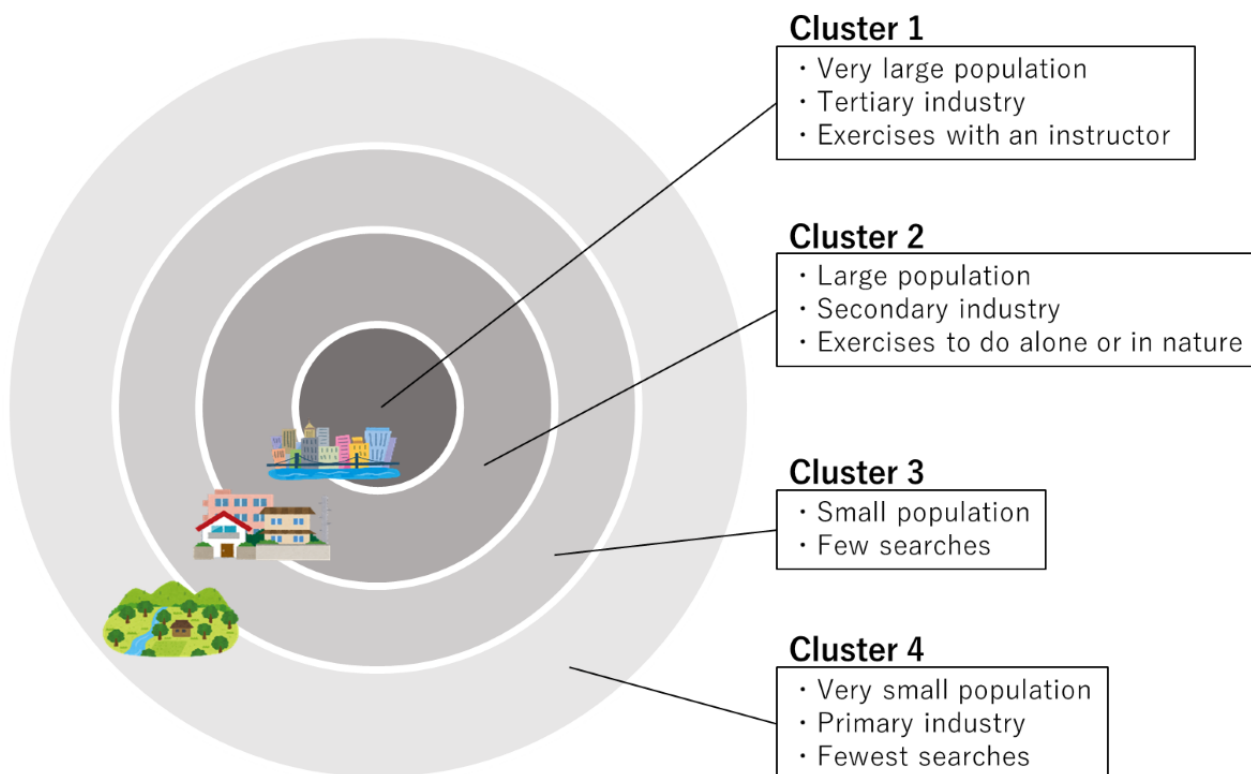 Cluster 1
・Very large population
・Tertiary industry
・Exercises with an instructor
Cluster 2
・Large population
・Secondary industry
・Exercises to do alone or in nature
Cluster 3
・Small population
・Few searches
Cluster 4
・Very small population
・Primary industry
・Fewest searches